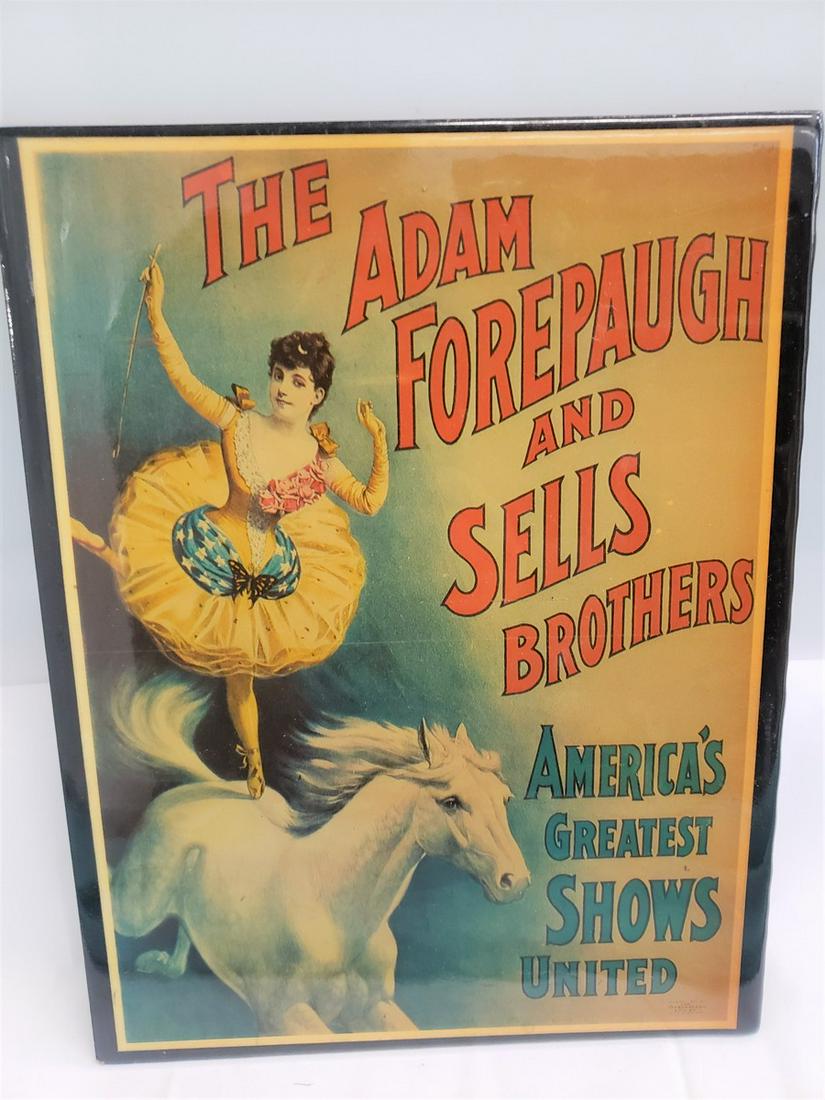 THE
ADAM
FOREPAUGH
AND
SELLS
BROTHERS
AMERICA'S
GREATEST
SHOWS
UNITED